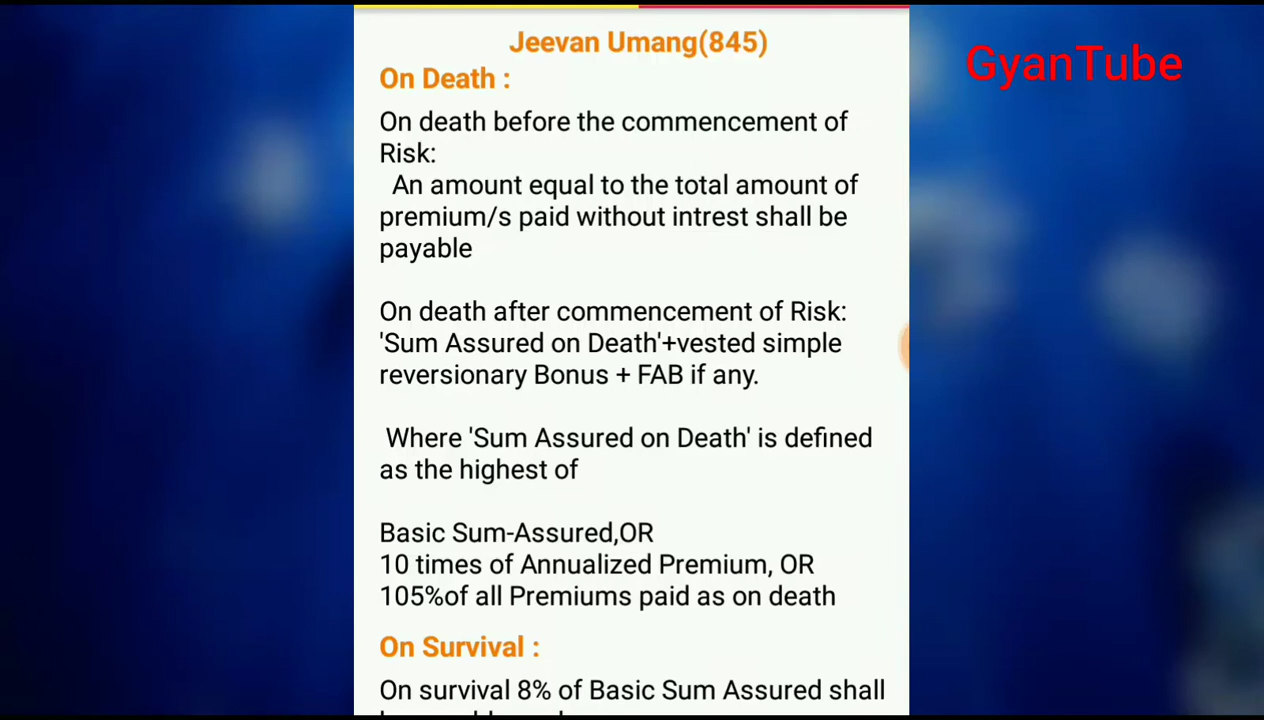 Jeevan Umang(845)
GyanTube
On Death :
On death before the commencement of
Risk:
An amount equal to the total amount of
premium/s paid without intrest shall be
payable
On death after commencement of Risk:
'Sum Assured on Death'+vested simple
reversionary Bonus + FAB if any.
Where 'Sum Assured on Death' is defined
as the highest of
Basic Sum-Assured,OR
10 times of Annualized Premium, OR
105%of all Premiums paid as on death
On Survival :
On survival 8% of Basic Sum Assured shall